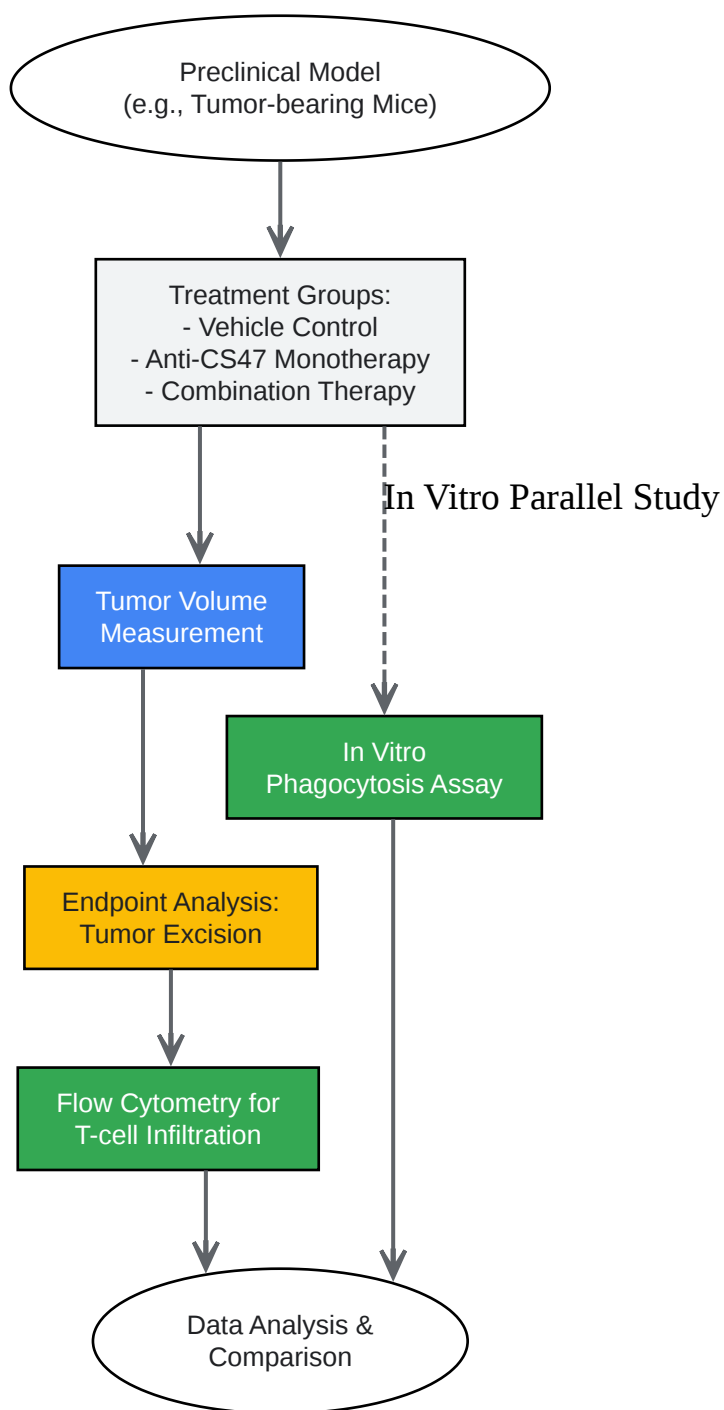 Preclinical Model
(e.g., Tumor-bearing Mice)
Treatment Groups:
- Vehicle Control
- Anti-CS47 Monotherapy
- Combination Therapy
In Vitro Parallel Study
Tumor Volume
Measurement
In Vitro
Phagocytosis Assay
Endpoint Analysis:
Tumor Excision
Flow Cytometry for
T-cell Infiltration
Data Analysis &
Comparison